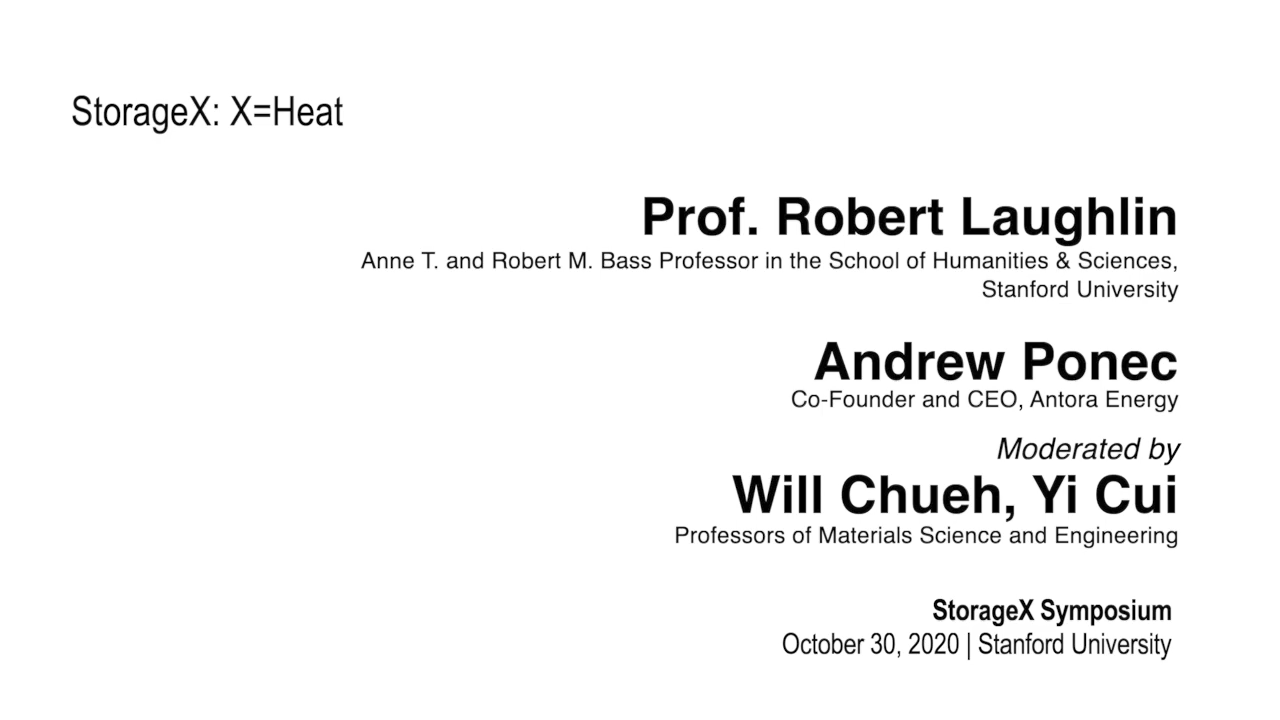 StorageX: X=Heat
Prof. Robert Laughlin
Anne T. and Robert M. Bass Professor in the School of Humanities & Sciences,
Stanford University
Andrew Ponec
Co-Founder and CEO, Antora Energy
Moderated by
Will Chueh, Yi Cui
Professors of Materials Science and Engineering
StorageX Symposium
October 30, 2020 | Stanford University